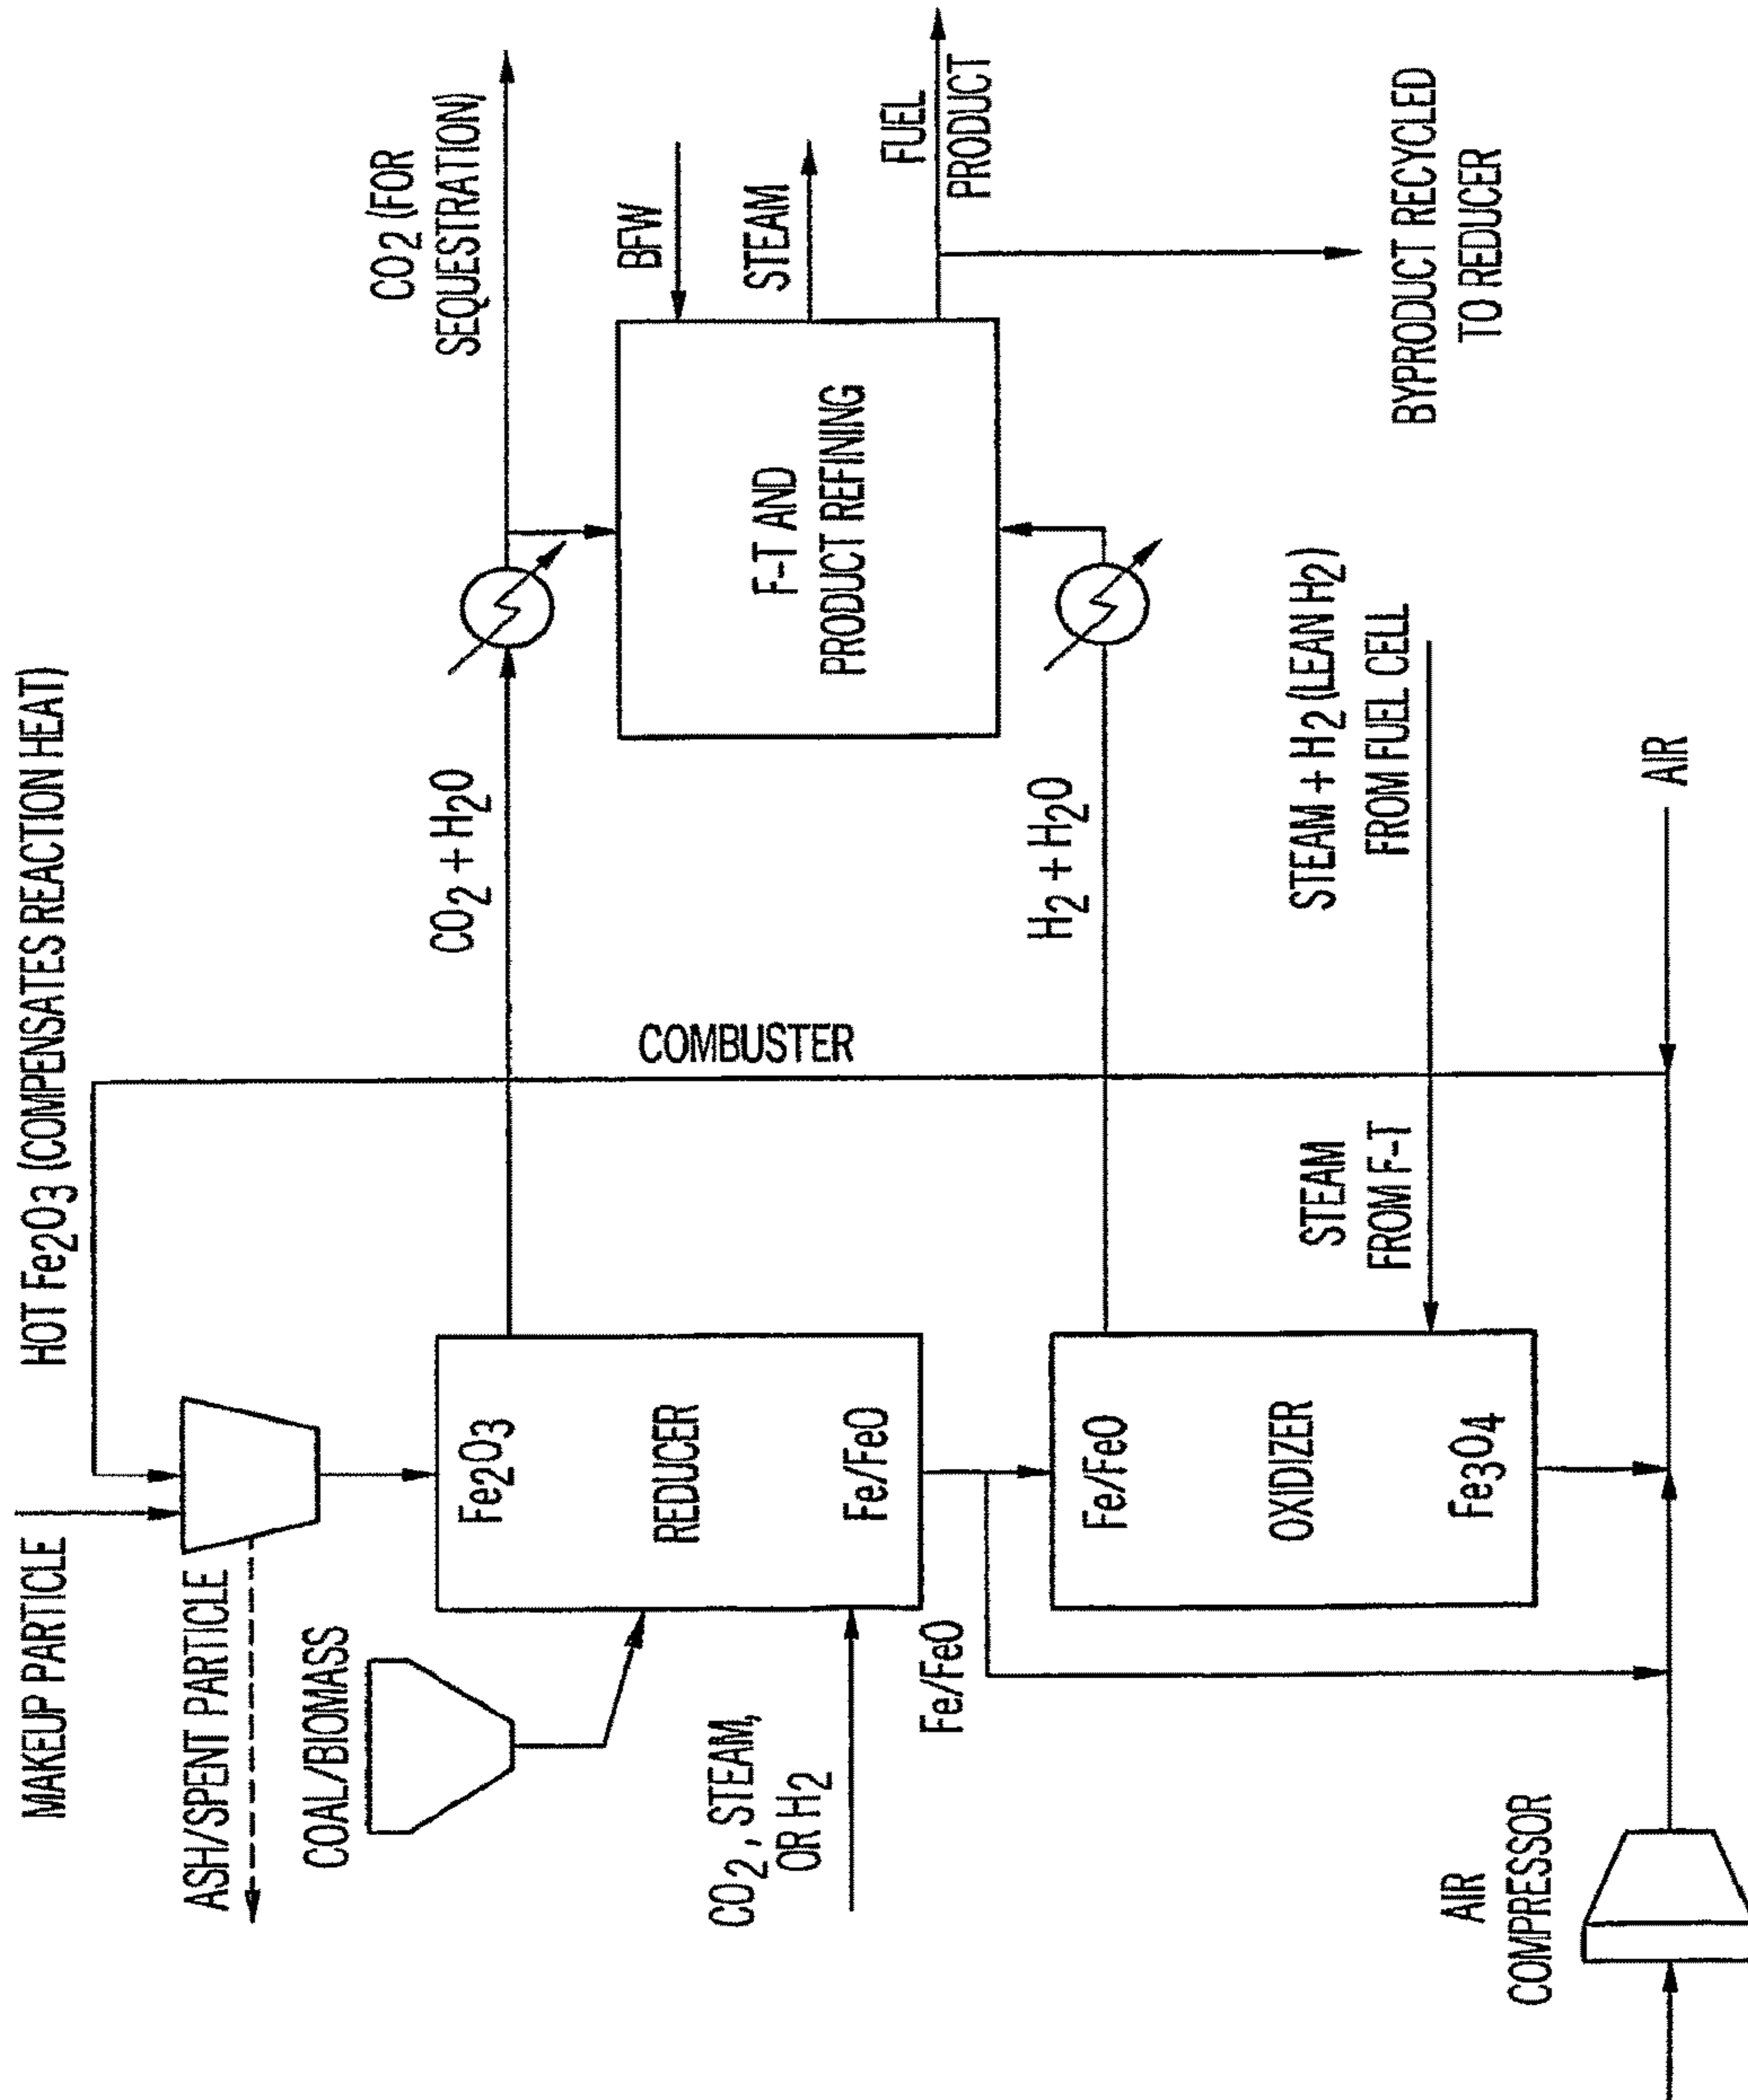 HOT Fe2O3 (COMPENSATES REACTION HEAT)
MAKEUP PARTICLE
ASH/SPENT PARTICLE
COAL/BIOMASS
CO2, STEAM,
OR H2
Fe2O3
REDUCER
Fe/FeO
Fe/FeO
Fe/FeO
OXIDIZER
Fe3O4
AIR
COMPRESSOR
COMBUSTER
CO2 + H2O
H2 + H2O
STEAM
FROM F-T
STEAM + H2 (LEAN H2)
FROM FUEL CELL
AIR
CO2 (FOR
SEQUESTRATION)
F-T AND
PRODUCT REFINING
BFW
STEAM
FUEL
PRODUCT
BYPRODUCT RECYCLED
TO REDUCER